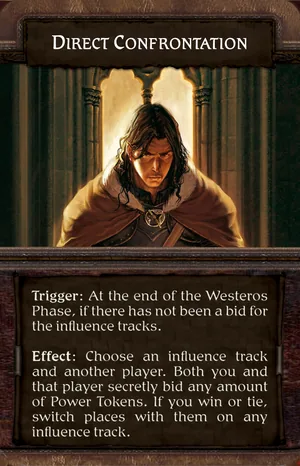 Direct Confrontation
Trigger: At the end of the Westeros
Phase, if there has not been a bid for
the influence tracks.
Effect: Choose an influence track
and another player. Both you and
that player secretly bid any amount
of Power Tokens. If you win or tie,
switch places with them on any
influence track.